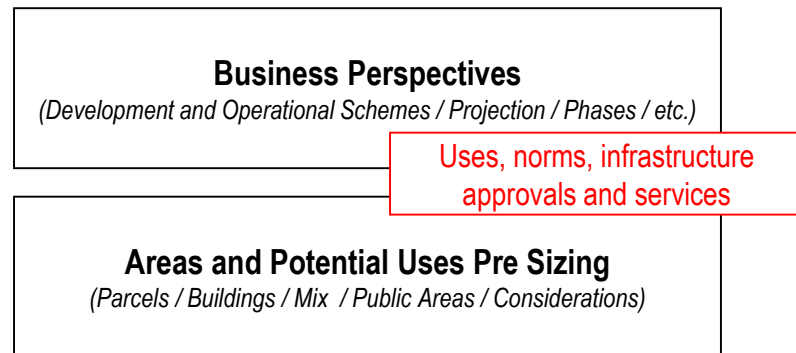 Business Perspectives
(Development and Operational Schemes / Projection / Phases / etc.)
Uses, norms, infrastructure
approvals and services
Areas and Potential Uses Pre Sizing
(Parcels / Buildings / Mix / Public Areas / Considerations)